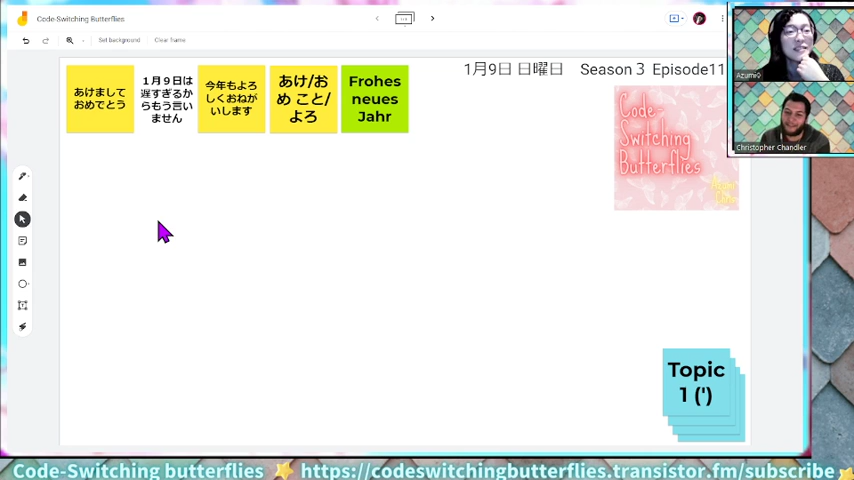 Code-Switching Butterflies
Set background
Clear frame
あけまして
おめでとう
1月9日は
遅すぎるか
らもう言い
ません
今年もよろ
しくおねが
いします
あけ/お
め こと/
よろ
Frohes
neues
Jahr
1月9日 日曜日 Season 3 Episode11
Code-
Switching
Butterflies
Topic
1 (')
Azumi
Christopher Chandler
Code-Switching butterflies ⭐ https://codeswitchingbutterflies.transistor.fm/subscribe ⭐